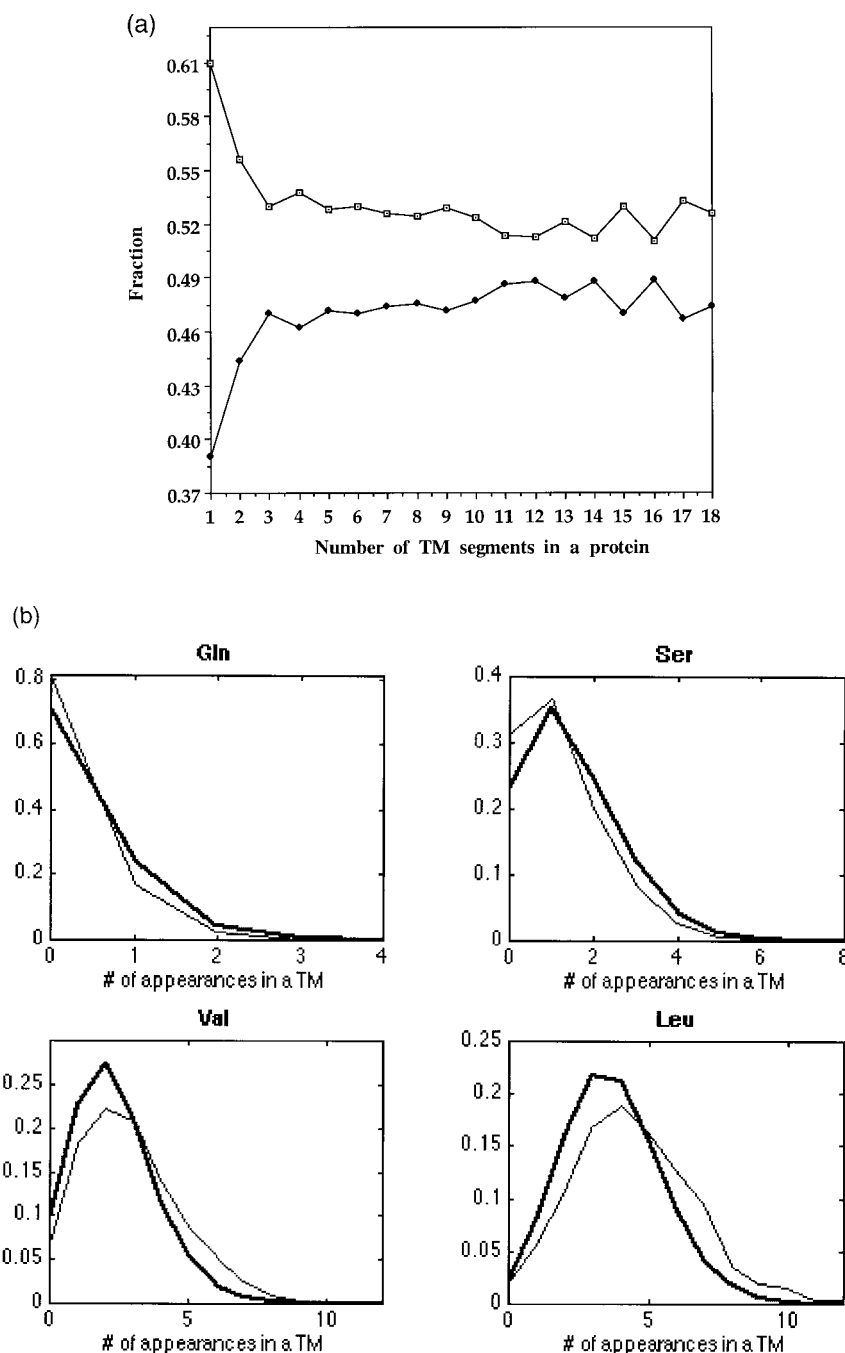 (a)
0.61
0.58
0.55
0.52
0.49
0.46
0.43
0.40
0.37
Fraction
1 2 3 4 5 6 7 8 9 10 11 12 13 14 15 16 17 18
Number of TM segments in a protein
(b)
Gln
0.8
0.6
0.4
0.2
0
0 1 2 3 4
# of appearances in a TM
Ser
0.4
0.3
0.2
0.1
0
0 2 4 6 8
# of appearances in a TM
Val
0.25
0.2
0.15
0.1
0.05
0
0 5 10
# of appearances in a TM
Leu
0.25
0.2
0.15
0.1
0.05
0
0 5 10
# of appearances in a TM